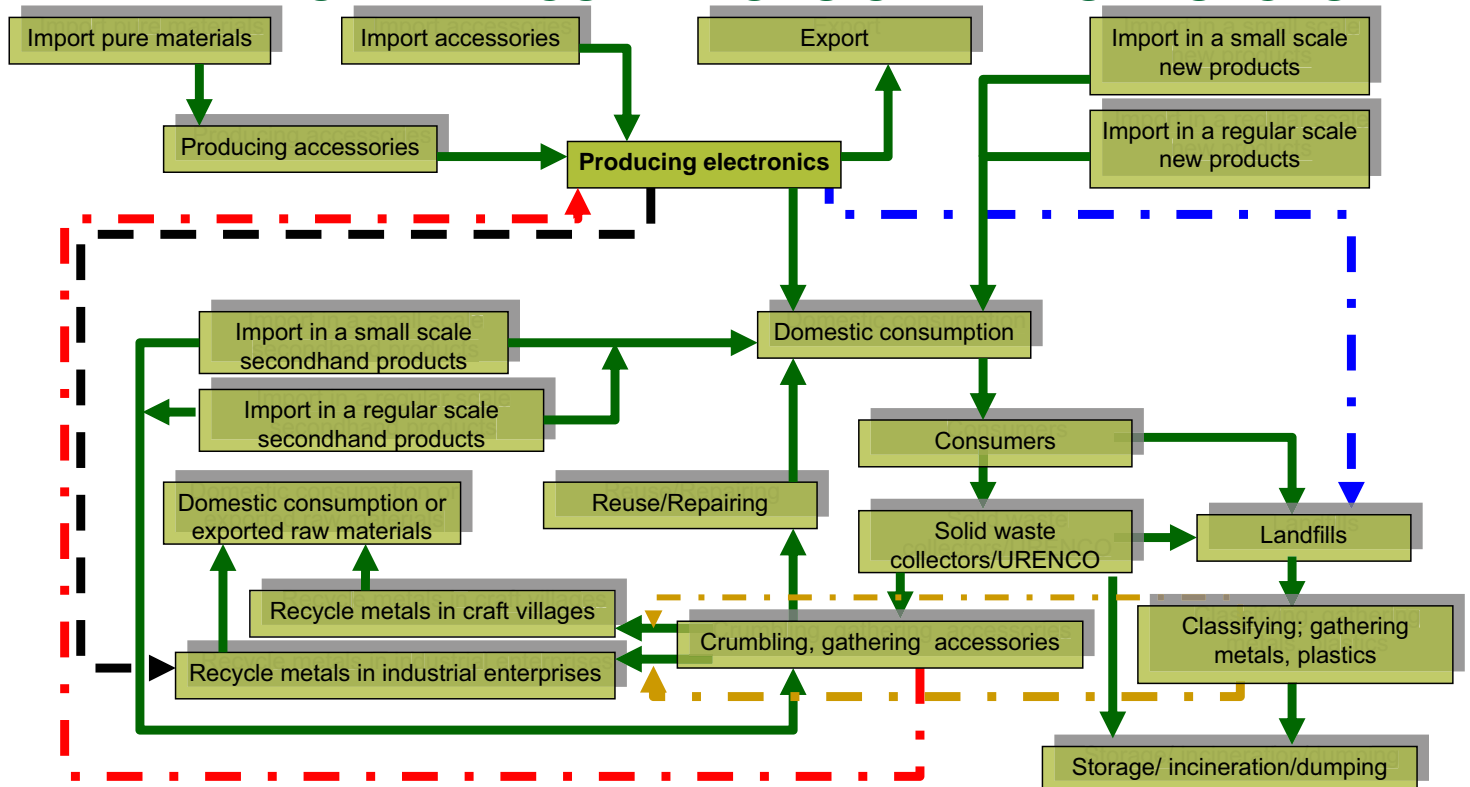 Import pure materials
Import accessories
Export
Import in a small scale
new products
Producing accessories
Producing electronics
Import in a regular scale
new products
Import in a small scale
secondhand products
Domestic consumption
Import in a regular scale
secondhand products
Consumers
Domestic consumption or
exported raw materials
Reuse/Repairing
Solid waste
collectors/URENCO
Landfills
Recycle metals in craft villages
Crumbling, gathering accessories
Classifying; gathering
metals, plastics
Recycle metals in industrial enterprises
Storage/ incineration/dumping